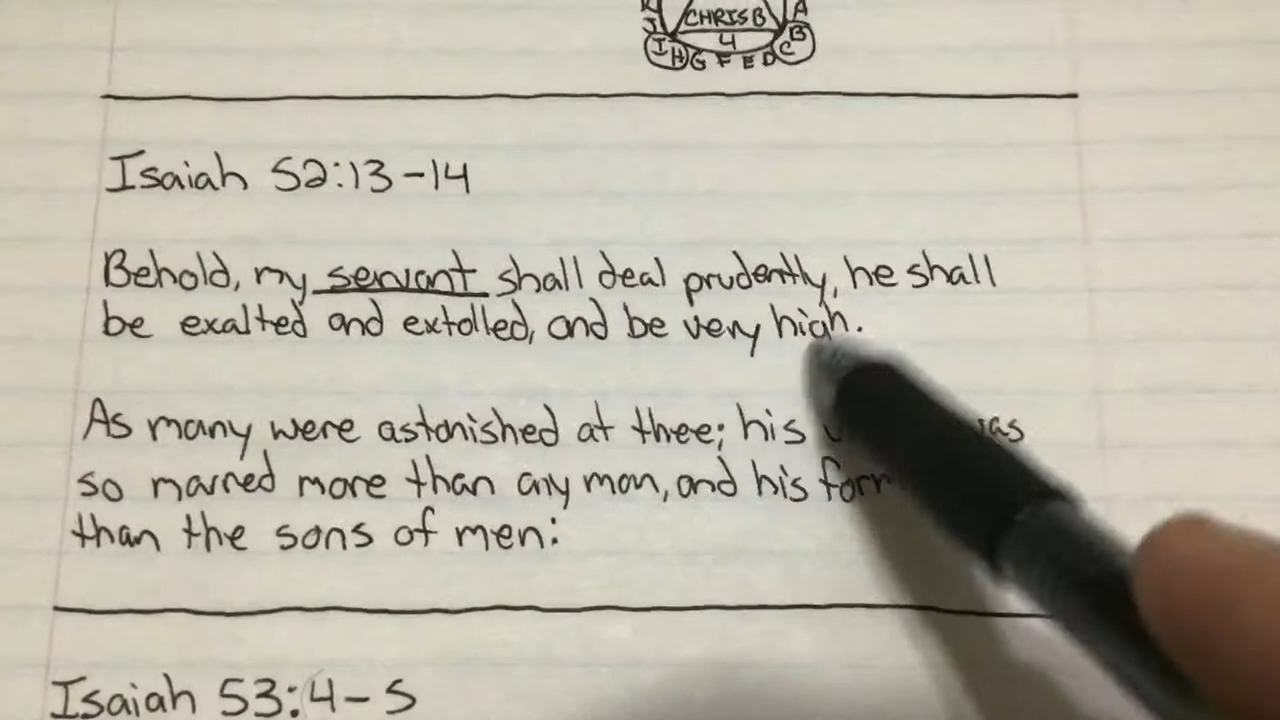 CHRISB
A
J
4
B
I
H
G F E D
C
Isaiah 52:13-14
Behold, my servant shall deal prudently, he shall
be exalted and extolled, and be very high.
As many were astonished at thee; his
so marred more than any man, and his form
than the sons of men:
Isaiah 53:4-5